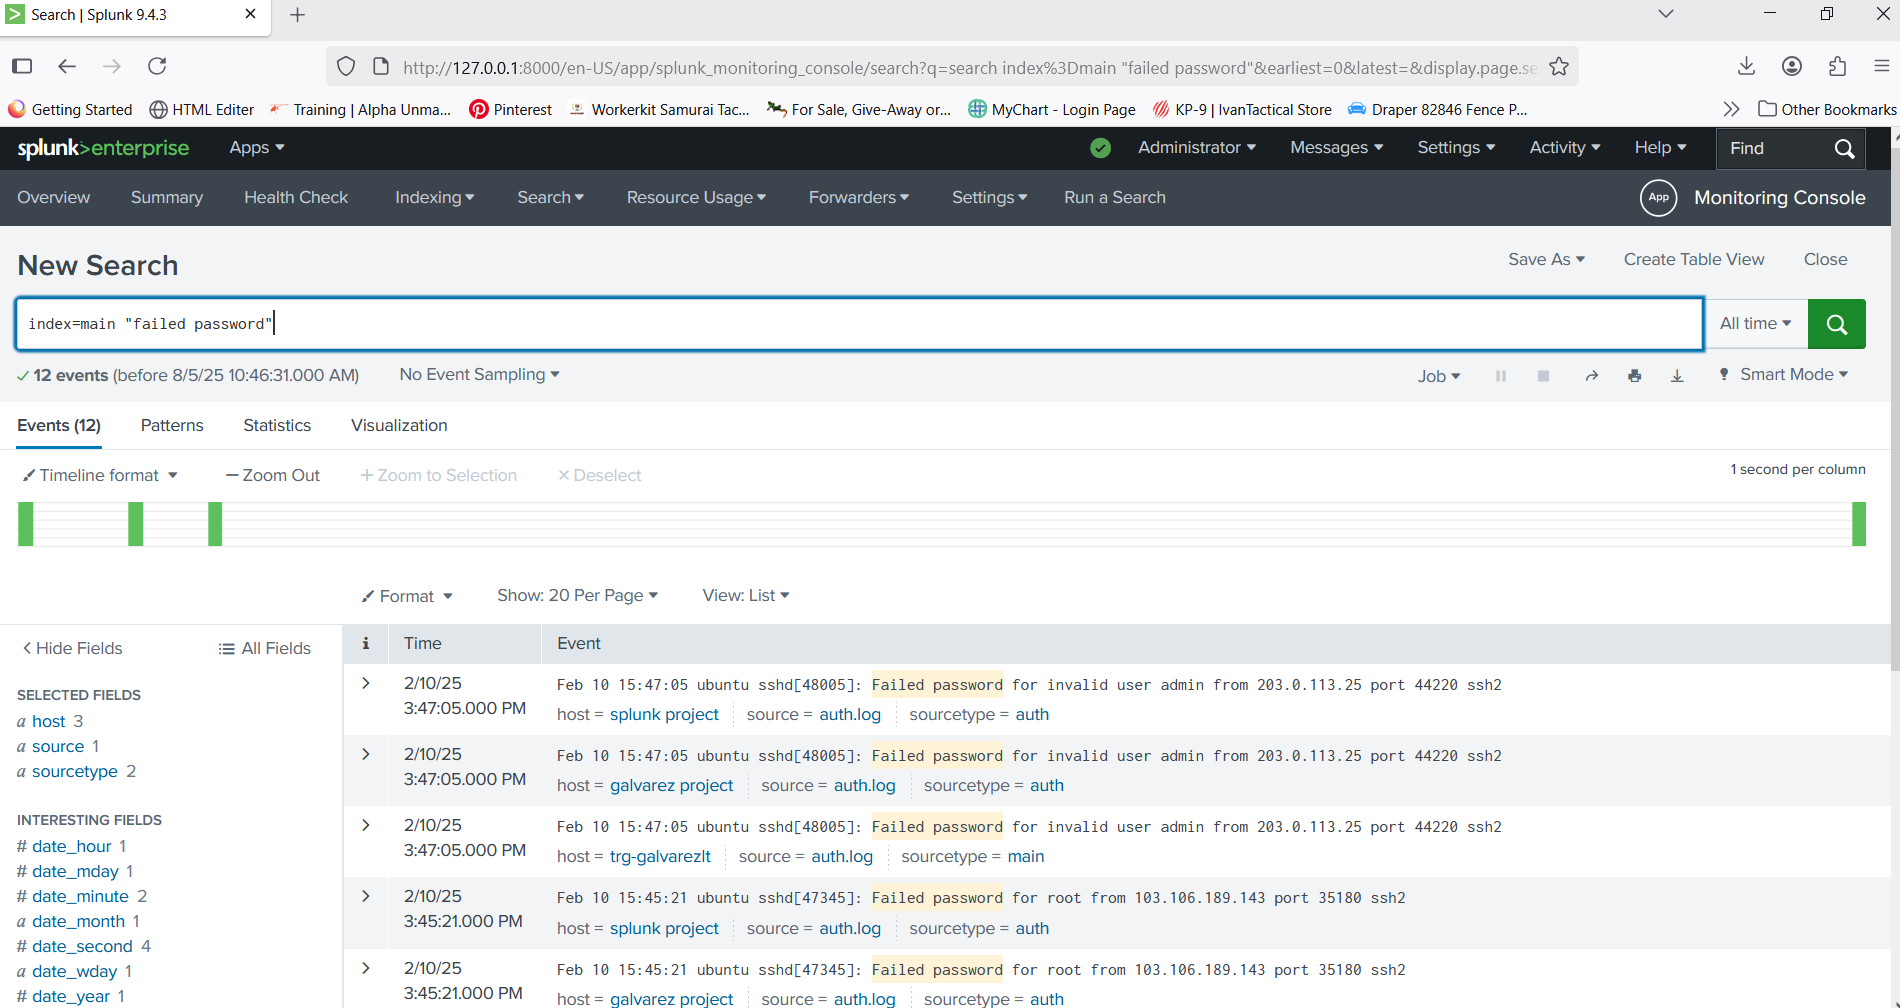 Search | Splunk 9.4.3
http://127.0.0.1:8000/en-US/app/splunk_monitoring_console/search?q=search index%3Dmain "failed password"&earliest=0&latest=&display.page.se
Getting Started HTML Editer Training | Alpha Unma... Pinterest Workerkit Samurai Tac... For Sale, Give-Away or... MyChart - Login Page KP-9 | IvanTactical Store Draper 82846 Fence P... Other Bookmarks
splunk>enterprise Apps Administrator Messages Settings Activity Help Find
Overview Summary Health Check Indexing Search Resource Usage Forwarders Settings Run a Search App Monitoring Console
New Search Save As Create Table View Close
index=main "failed password" All time
12 events (before 8/5/25 10:46:31.000 AM) No Event Sampling Job Smart Mode
Events (12) Patterns Statistics Visualization
Timeline format — Zoom Out + Zoom to Selection × Deselect 1 second per column
Format Show: 20 Per Page View: List
< Hide Fields All Fields i Time Event
SELECTED FIELDS
a host 3
a source 1
a sourcetype 2
INTERESTING FIELDS
# date_hour 1
# date_mday 1
# date_minute 2
a date_month 1
# date_second 4
a date_wday 1
# date_year 1
> 2/10/25 Feb 10 15:47:05 ubuntu sshd[48005]: Failed password for invalid user admin from 203.0.113.25 port 44220 ssh2
3:47:05.000 PM host = splunk project source = auth.log sourcetype = auth
> 2/10/25 Feb 10 15:47:05 ubuntu sshd[48005]: Failed password for invalid user admin from 203.0.113.25 port 44220 ssh2
3:47:05.000 PM host = galvarez project source = auth.log sourcetype = auth
> 2/10/25 Feb 10 15:47:05 ubuntu sshd[48005]: Failed password for invalid user admin from 203.0.113.25 port 44220 ssh2
3:47:05.000 PM host = trg-galvarezlt source = auth.log sourcetype = main
> 2/10/25 Feb 10 15:45:21 ubuntu sshd[47345]: Failed password for root from 103.106.189.143 port 35180 ssh2
3:45:21.000 PM host = splunk project source = auth.log sourcetype = auth
> 2/10/25 Feb 10 15:45:21 ubuntu sshd[47345]: Failed password for root from 103.106.189.143 port 35180 ssh2
3:45:21.000 PM host = galvarez project source = auth.log sourcetype = auth